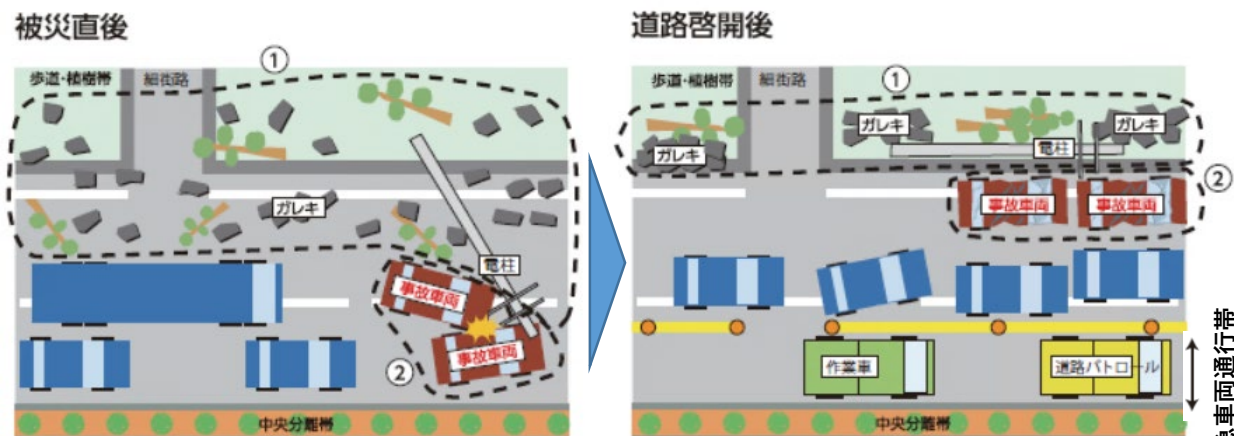 被災直後
①
歩道・植樹帯
細街路
ガレキ
電柱
事故車両
事故車両
②
中央分離帯
道路啓開後
①
歩道・植樹帯
細街路
ガレキ
ガレキ
ガレキ
電柱
②
事故車両
事故車両
作業車
道路パトロール
車両通行帯
中央分離帯